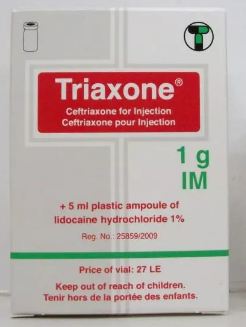 Triaxone®
Ceftriaxone for Injection
Ceftriaxone pour Injection
1 g
IM
+ 5 ml plastic ampoule of
lidocaine hydrochloride 1%
Reg. No.: 25859/2009
Price of vial: 27 LE
Keep out of reach of children.
Tenir hors de la portée des enfants.